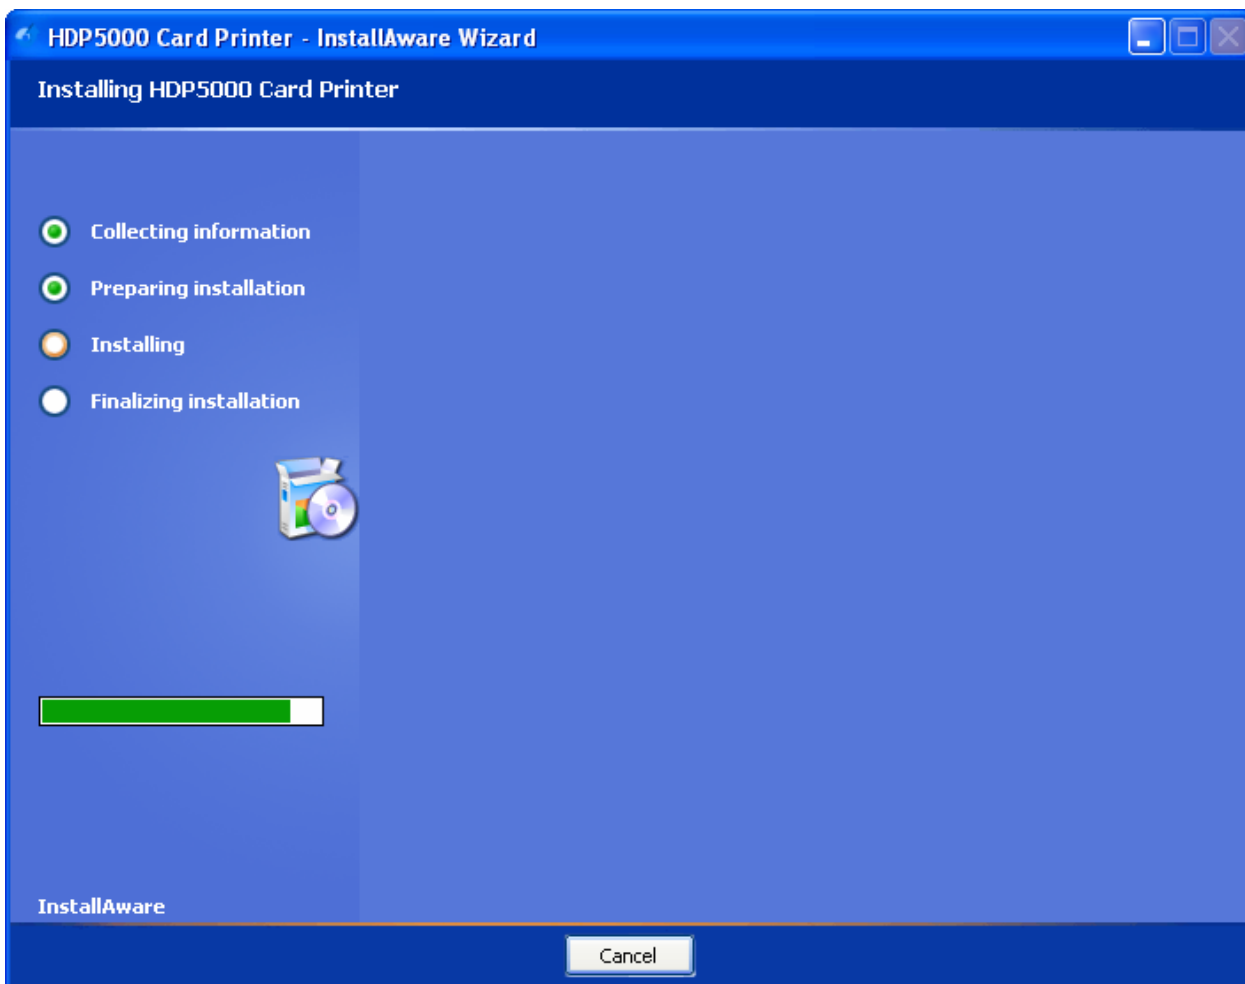 HDP5000 Card Printer - InstallAware Wizard
Installing HDP5000 Card Printer
Collecting information
Preparing installation
Installing
Finalizing installation
InstallAware
Cancel